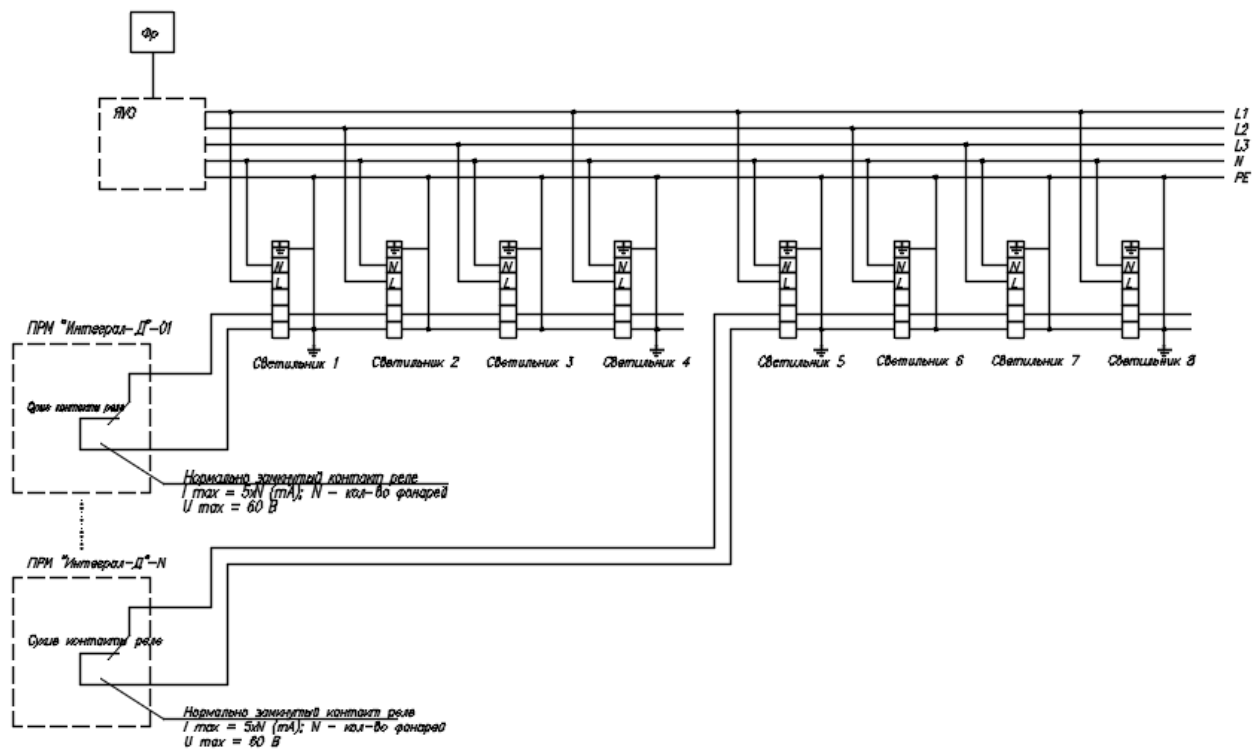 Фр
ЯУО
L1
L2
L3
N
PE
N
L
N
L
N
L
N
L
N
L
N
L
N
L
N
L
Светильник 1
Светильник 2
Светильник 3
Светильник 4
Светильник 5
Светильник 6
Светильник 7
Светильник 8
ПРМ "Интеграл-Д"-01
Сухие контакты реле
Нормально замкнутый контакт реле
I max = 5xN (mA); N - кол-во фонарей
U max = 60 В
ПРМ "Интеграл-Д"-N
Сухие контакты реле
Нормально замкнутый контакт реле
I max = 5xN (mA); N - кол-во фонарей
U max = 60 В